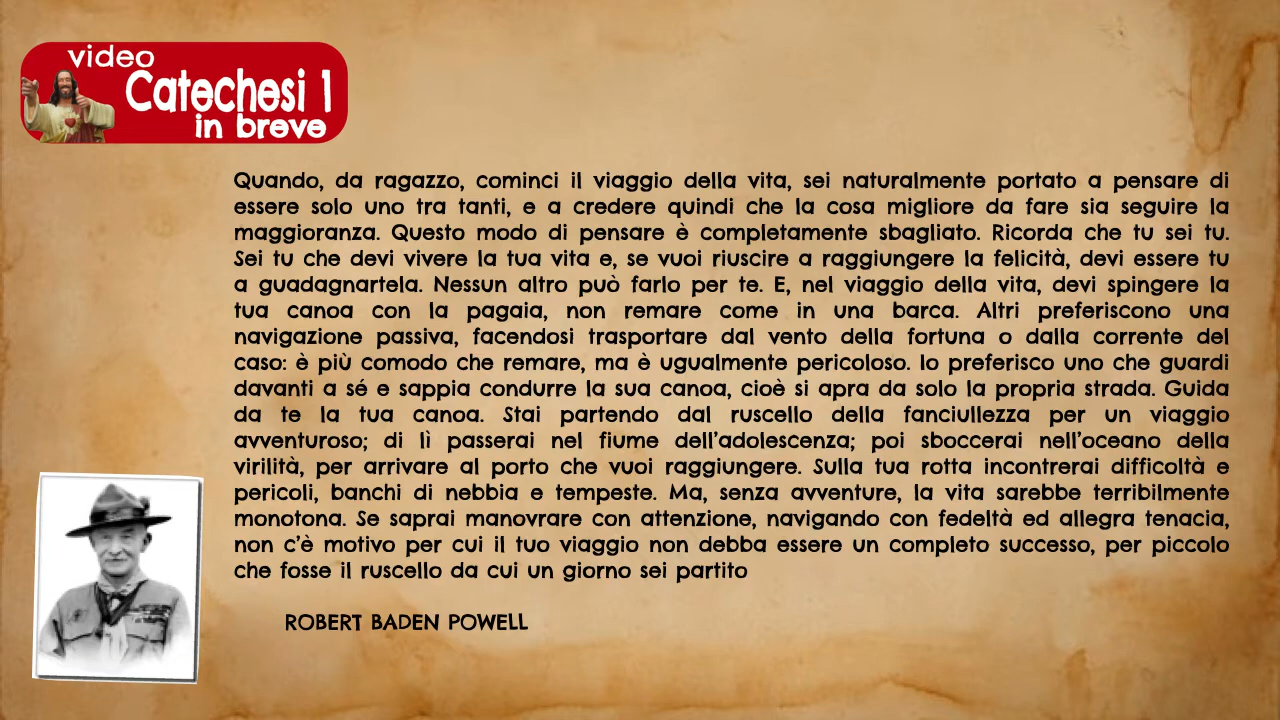 video
Catechesi 1
in breve
Quando, da ragazzo, cominci il viaggio della vita, sei naturalmente portato a pensare di
essere solo uno tra tanti, e a credere quindi che la cosa migliore da fare sia seguire la
maggioranza. Questo modo di pensare è completamente sbagliato. Ricorda che tu sei tu.
Sei tu che devi vivere la tua vita e, se vuoi riuscire a raggiungere la felicità, devi essere tu
a guadagnartela. Nessun altro può farlo per te. E, nel viaggio della vita, devi spingere la
tua canoa con la pagaia, non remare come in una barca. Altri preferiscono una
navigazione passiva, facendosi trasportare dal vento della fortuna o dalla corrente del
caso: è più comodo che remare, ma è ugualmente pericoloso. Io preferisco uno che guardi
davanti a sé e sappia condurre la sua canoa, cioè si apra da solo la propria strada. Guida
da te la tua canoa. Stai partendo dal ruscello della fanciullezza per un viaggio
avventuroso; di lì passerai nel fiume dell'adolescenza; poi sboccerai nell'oceano della
virilità, per arrivare al porto che vuoi raggiungere. Sulla tua rotta incontrerai difficoltà e
pericoli, banchi di nebbia e tempeste. Ma, senza avventure, la vita sarebbe terribilmente
monotona. Se saprai manovrare con attenzione, navigando con fedeltà ed allegra tenacia,
non c'è motivo per cui il tuo viaggio non debba essere un completo successo, per piccolo
che fosse il ruscello da cui un giorno sei partito
ROBERT BADEN POWELL